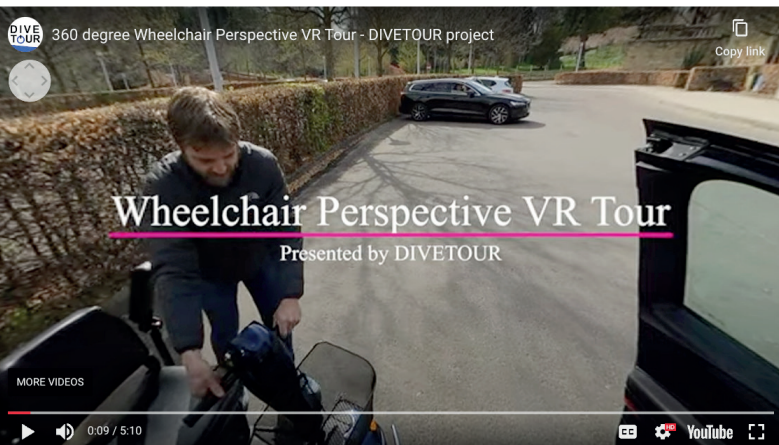 DIVE
TOUR
360 degree Wheelchair Perspective VR Tour - DIVETOUR project
Copy link
Wheelchair Perspective VR Tour
Presented by DIVETOUR
MORE VIDEOS
0:09 / 5:10
CC
HD
YouTube